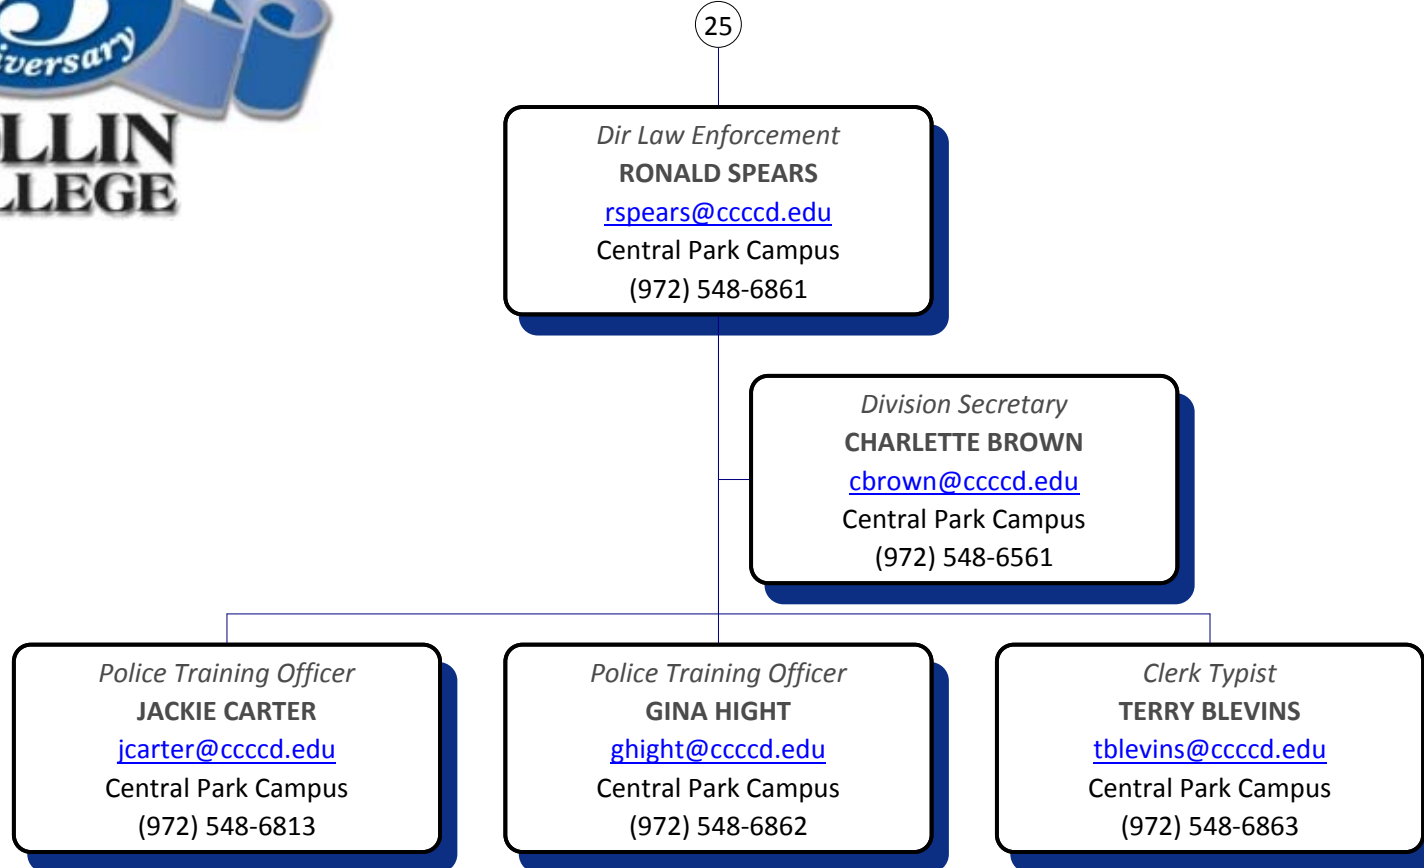 25
Dir Law Enforcement
RONALD SPEARS
rspears@ccccd.edu
Central Park Campus
(972) 548-6861
Division Secretary
CHARLETTE BROWN
cbrown@ccccd.edu
Central Park Campus
(972) 548-6561
Police Training Officer
JACKIE CARTER
jcarter@ccccd.edu
Central Park Campus
(972) 548-6813
Police Training Officer
GINA HIGHT
ghight@ccccd.edu
Central Park Campus
(972) 548-6862
Clerk Typist
TERRY BLEVINS
tblevins@ccccd.edu
Central Park Campus
(972) 548-6863